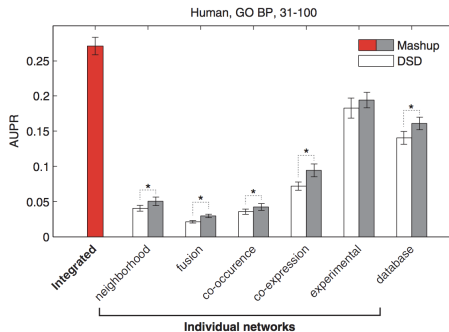 Human, GO BP, 31-100
Mashup
DSD
AUPR
0.25
0.2
0.15
0.1
0.05
0
*
*
*
*
*
Integrated
neighborhood
fusion
co-occurence
co-expression
experimental
database
Individual networks